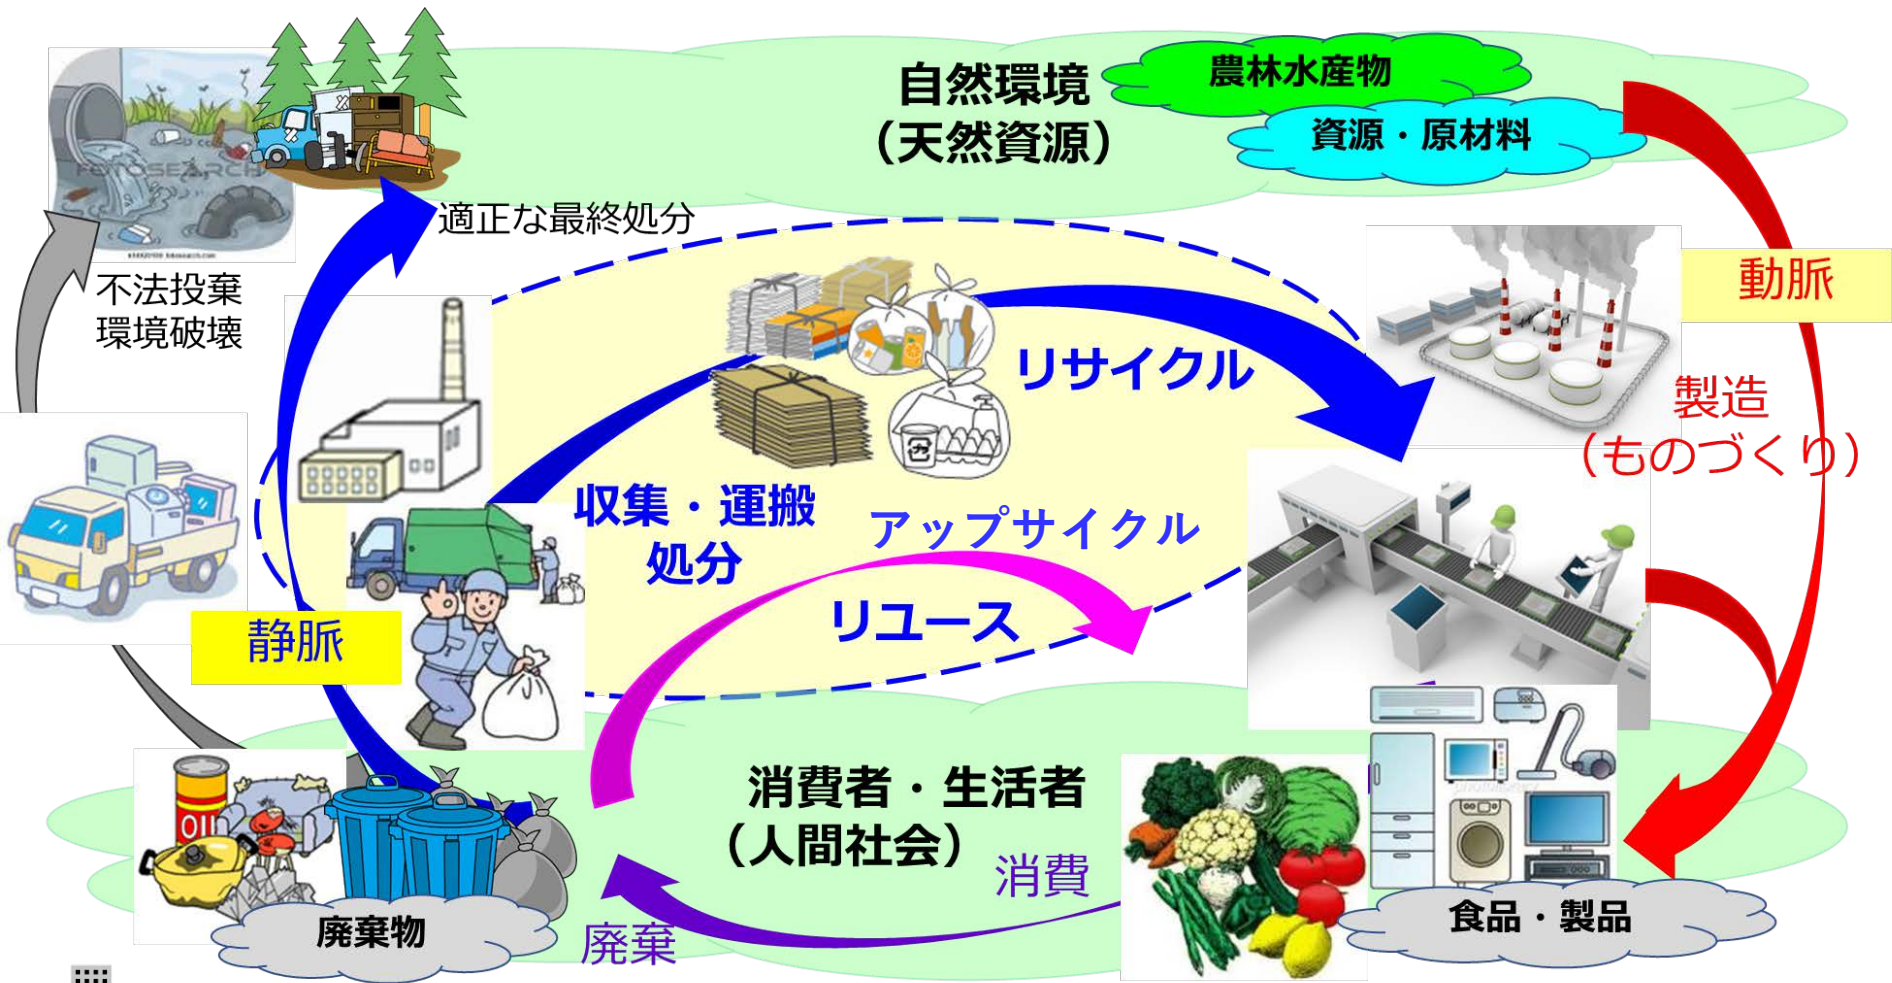 自然環境
（天然資源）
農林水産物
資源・原材料
適正な最終処分
FOTOSEARCH
不法投棄
環境破壊
動脈
リサイクル
製造
（ものづくり）
収集・運搬
処分
アップサイクル
リユース
静脈
消費者・生活者
（人間社会）
消費
廃棄
OIL
廃棄物
食品・製品